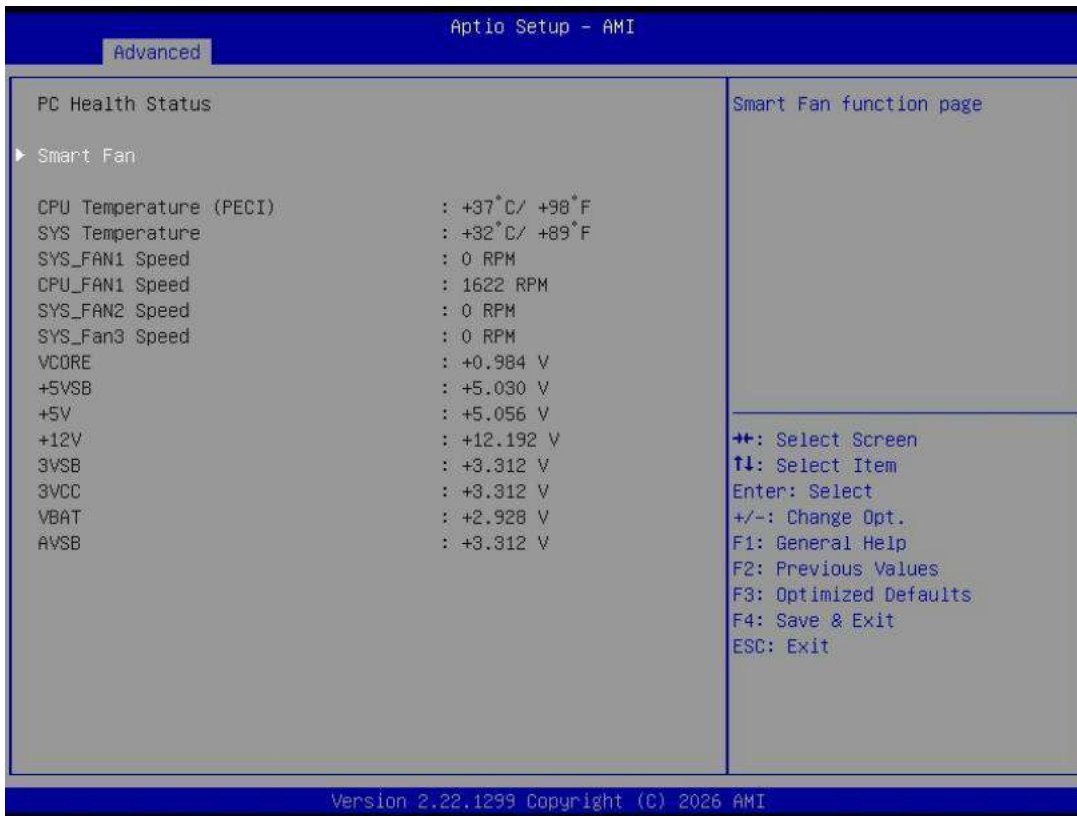 Aptio Setup - AMI
Advanced
PC Health Status
Smart Fan
CPU Temperature (PECI) : +37°C/ +98°F
SYS Temperature : +32°C/ +89°F
SYS_FAN1 Speed : 0 RPM
CPU_FAN1 Speed : 1622 RPM
SYS_FAN2 Speed : 0 RPM
SYS_Fan3 Speed : 0 RPM
VCORE : +0.984 V
+5VSB : +5.030 V
+5V : +5.056 V
+12V : +12.192 V
3VSB : +3.312 V
3VCC : +3.312 V
VBAT : +2.928 V
AVSB : +3.312 V
Smart Fan function page
→←: Select Screen
↑↓: Select Item
Enter: Select
+/-: Change Opt.
F1: General Help
F2: Previous Values
F3: Optimized Defaults
F4: Save & Exit
ESC: Exit
Version 2.22.1299 Copyright (C) 2026 AMI